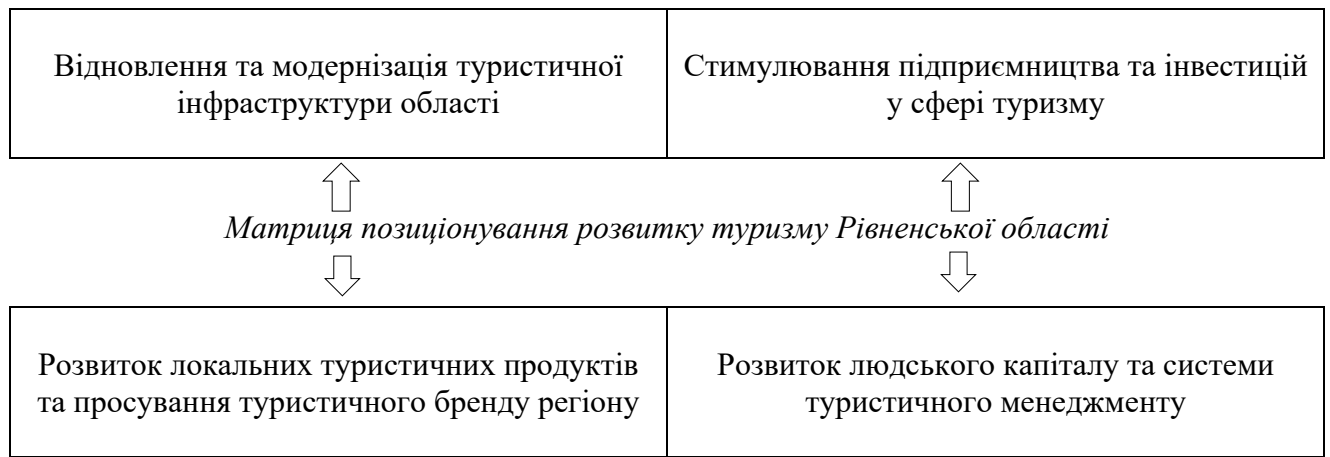 Відновлення та модернізація туристичної
інфраструктури області
Стимулювання підприємництва та інвестицій
у сфері туризму
Матриця позиціонування розвитку туризму Рівненської області
Розвиток локальних туристичних продуктів
та просування туристичного бренду регіону
Розвиток людського капіталу та системи
туристичного менеджменту